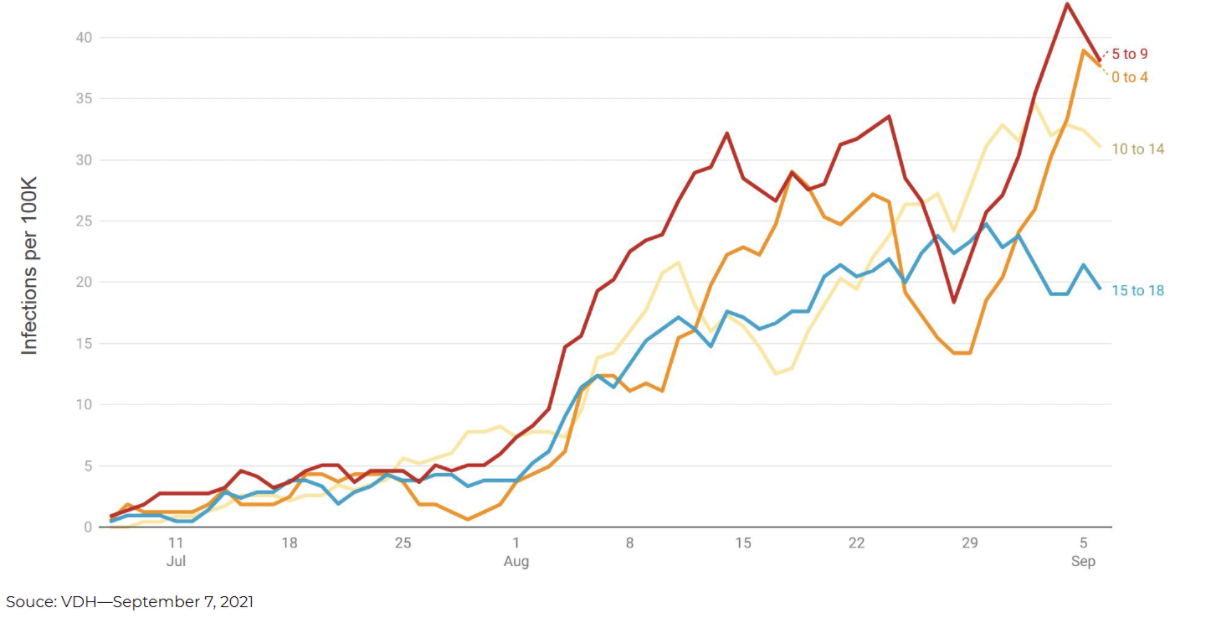 Infections per 100K
40
35
30
25
20
15
10
5
0
5 to 9
0 to 4
10 to 14
15 to 18
11 18 25 1 8 15 22 29 5
Jul Aug Sep
Souce: VDH—September 7, 2021